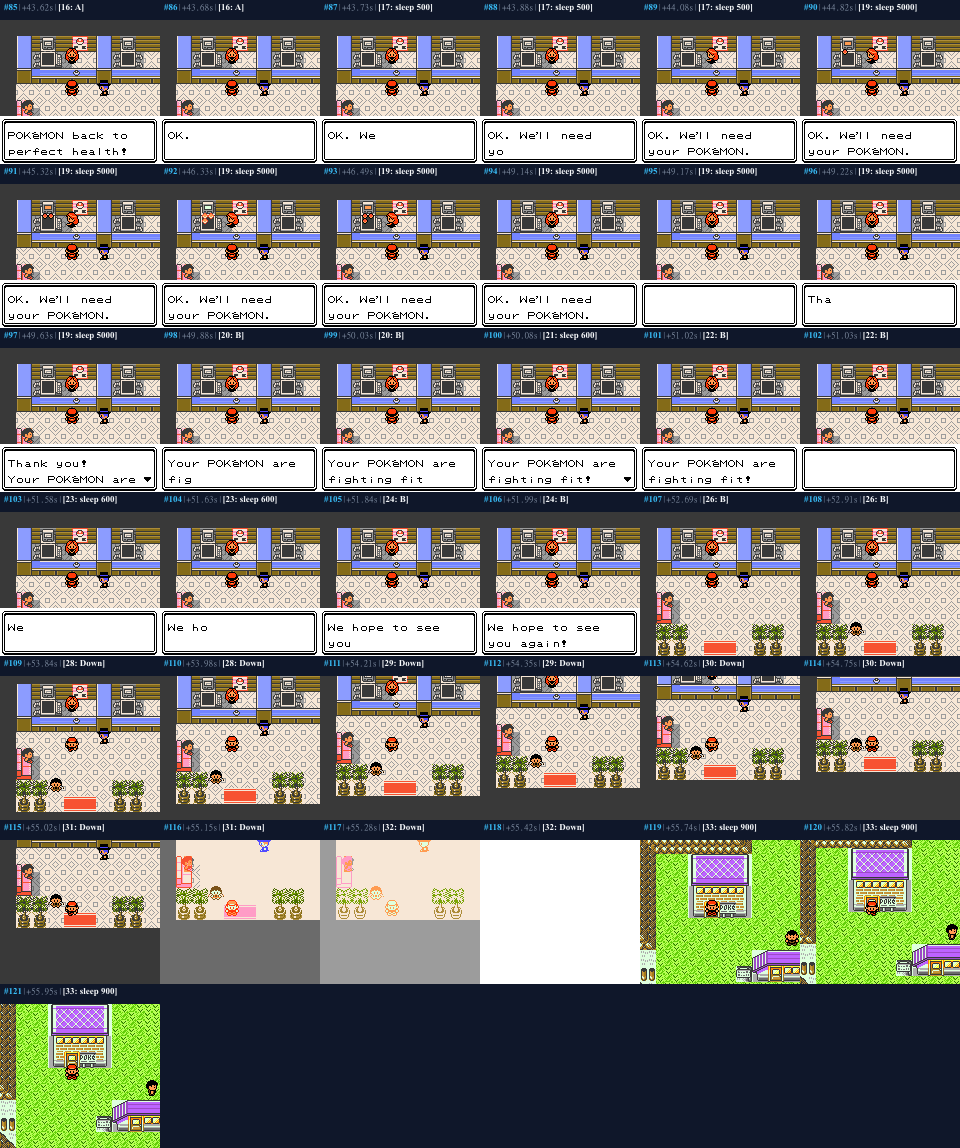 #85 | +43.62s | [16: A]
#86 | +43.68s | [16: A]
#87 | +43.73s | [17: sleep 500]
#88 | +43.88s | [17: sleep 500]
#89 | +44.08s | [17: sleep 500]
#90 | +44.82s | [19: sleep 5000]
POKéMON back to
perfect health!
OK.
OK. We
OK. We'll need
yo
OK. We'll need
your POKéMON.
OK. We'll need
your POKéMON.
#91 | +45.32s | [19: sleep 5000]
#92 | +46.33s | [19: sleep 5000]
#93 | +46.49s | [19: sleep 5000]
#94 | +49.14s | [19: sleep 5000]
#95 | +49.17s | [19: sleep 5000]
#96 | +49.22s | [19: sleep 5000]
OK. We'll need
your POKéMON.
OK. We'll need
your POKéMON.
OK. We'll need
your POKéMON.
OK. We'll need
your POKéMON.
Tha
#97 | +49.63s | [19: sleep 5000]
#98 | +49.88s | [20: B]
#99 | +50.03s | [20: B]
#100 | +50.08s | [21: sleep 600]
#101 | +51.02s | [22: B]
#102 | +51.03s | [22: B]
Thank you!
Your POKéMON are ▼
Your POKéMON are
fig
Your POKéMON are
fighting fit
Your POKéMON are
fighting fit! ▼
Your POKéMON are
fighting fit!
#103 | +51.58s | [23: sleep 600]
#104 | +51.63s | [23: sleep 600]
#105 | +51.84s | [24: B]
#106 | +51.99s | [24: B]
#107 | +52.69s | [26: B]
#108 | +52.91s | [26: B]
We
We ho
We hope to see
you
We hope to see
you again!
#109 | +53.84s | [28: Down]
#110 | +53.98s | [28: Down]
#111 | +54.21s | [29: Down]
#112 | +54.35s | [29: Down]
#113 | +54.62s | [30: Down]
#114 | +54.75s | [30: Down]
#115 | +55.02s | [31: Down]
#116 | +55.15s | [31: Down]
#117 | +55.28s | [32: Down]
#118 | +55.42s | [32: Down]
#119 | +55.74s | [33: sleep 900]
#120 | +55.82s | [33: sleep 900]
POKé
POKé
#121 | +55.95s | [33: sleep 900]
POKé